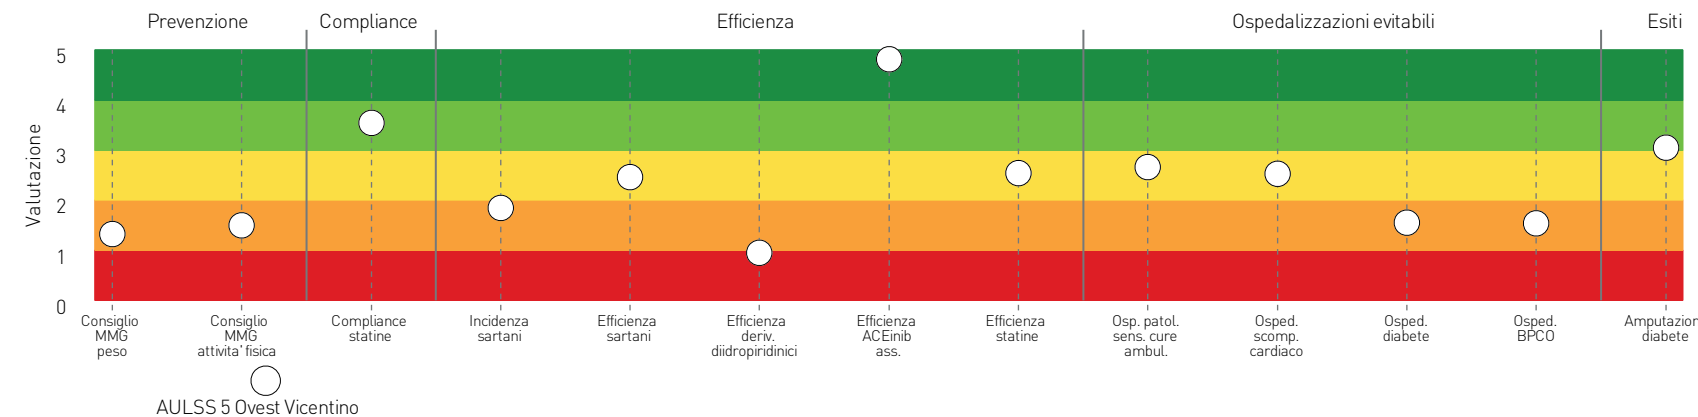 Prevenzione
Compliance
Efficienza
Ospedalizzazioni evitabili
Esiti
Valutazione
5
4
3
2
1
0
Consiglio
MMG
peso
Consiglio
MMG
attivita' fisica
Compliance
statine
Incidenza
sartani
Efficienza
sartani
Efficienza
deriv.
diidropiridinici
Efficienza
ACEinib
ass.
Efficienza
statine
Osp. patol.
sens. cure
ambul.
Osped.
scomp.
cardiaco
Osped.
diabete
Osped.
BPCO
Amputazion
diabete
AULSS 5 Ovest Vicentino